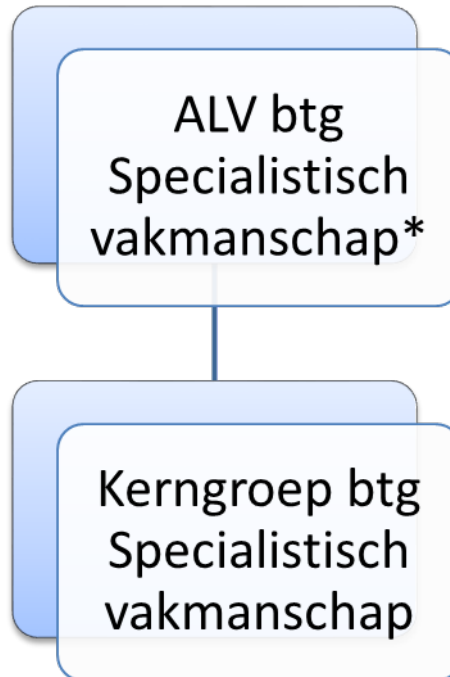 ALV btg
Specialistisch
vakmanschap*
Kerngroep btg
Specialistisch
vakmanschap